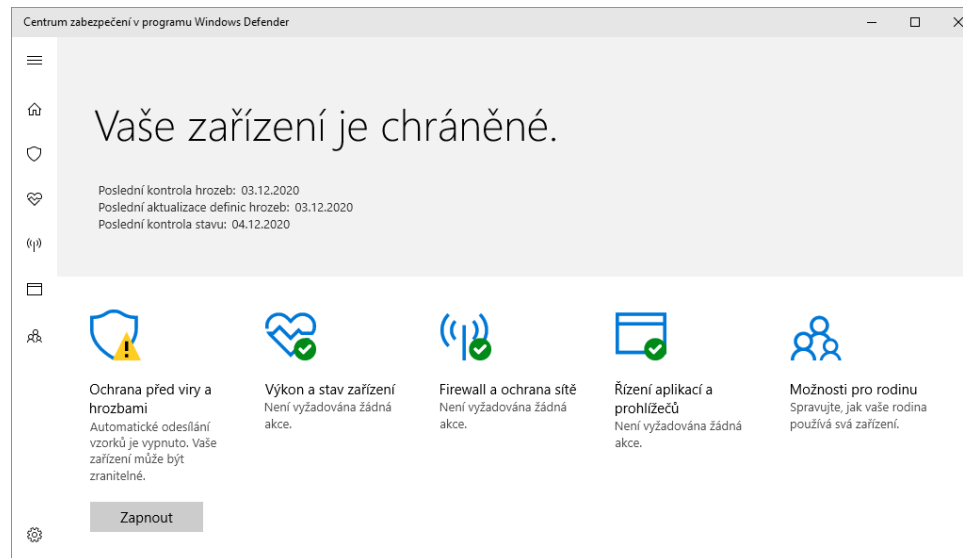 Centrum zabezpečení v programu Windows Defender
Vaše zařízení je chráněné.
Poslední kontrola hrozeb: 03.12.2020
Poslední aktualizace definic hrozeb: 03.12.2020
Poslední kontrola stavu: 04.12.2020
Ochrana před viry a
hrozbami
Automatické odesílání
vzorků je vypnuto. Vaše
zařízení může být
zranitelné.
Zapnout
Výkon a stav zařízení
Není vyžadována žádná
akce.
Firewall a ochrana sítě
Není vyžadována žádná
akce.
Řízení aplikací a
prohlížečů
Není vyžadována žádná
akce.
Možnosti pro rodinu
Spravujte, jak vaše rodina
používá svá zařízení.